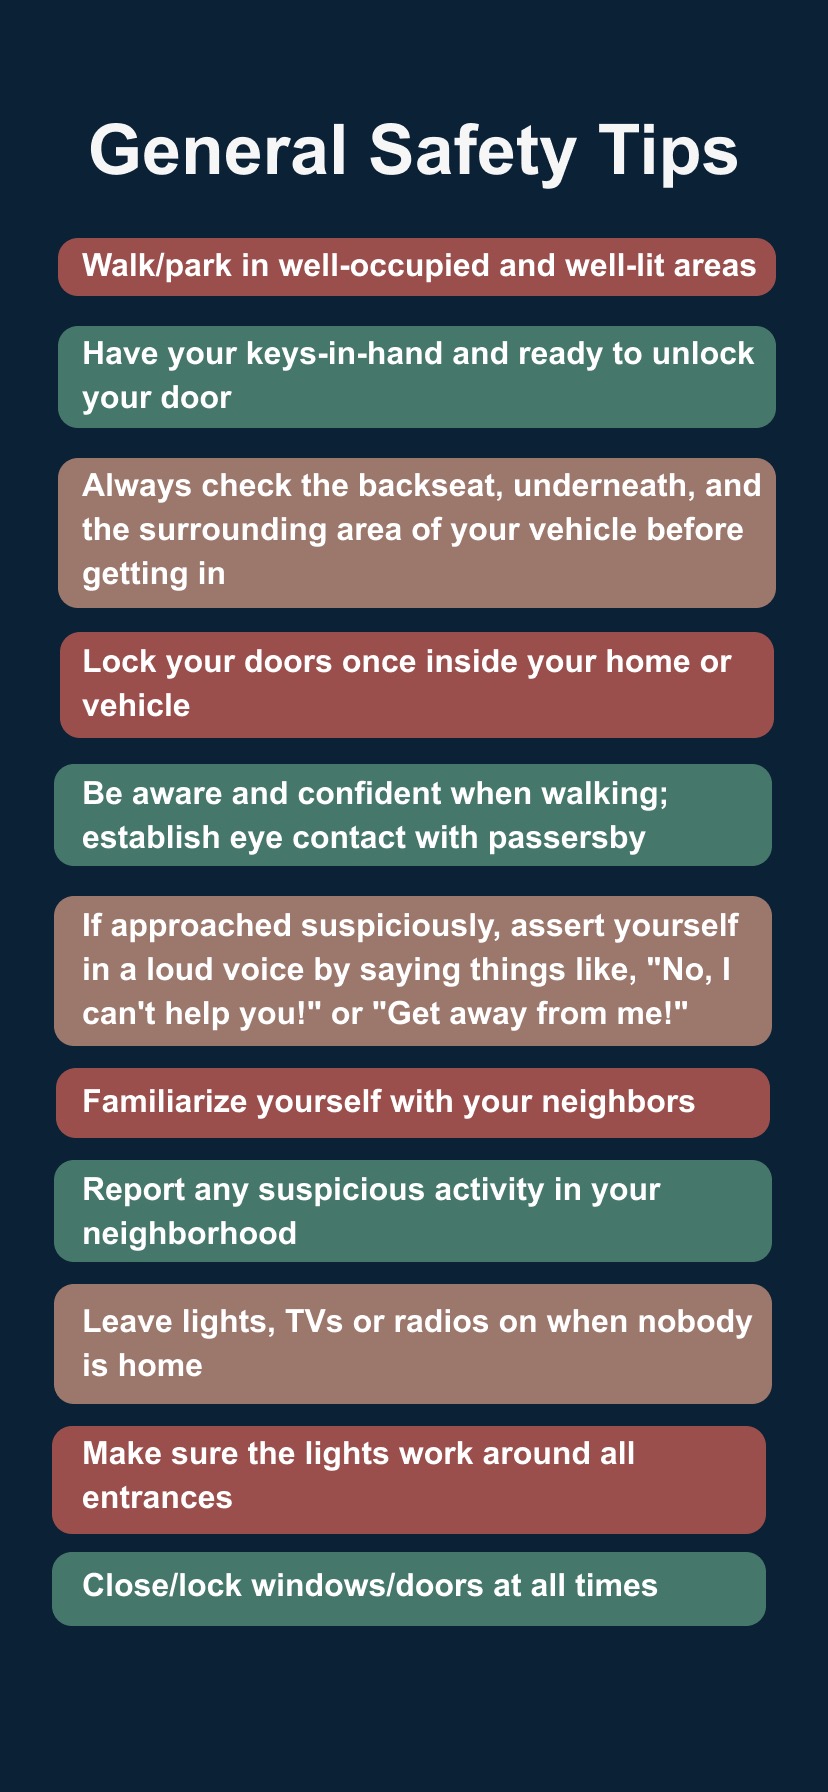 General Safety Tips
Walk/park in well-occupied and well-lit areas
Have your keys-in-hand and ready to unlock
your door
Always check the backseat, underneath, and
the surrounding area of your vehicle before
getting in
Lock your doors once inside your home or
vehicle
Be aware and confident when walking;
establish eye contact with passersby
If approached suspiciously, assert yourself
in a loud voice by saying things like, "No, I
can't help you!" or "Get away from me!"
Familiarize yourself with your neighbors
Report any suspicious activity in your
neighborhood
Leave lights, TVs or radios on when nobody
is home
Make sure the lights work around all
entrances
Close/lock windows/doors at all times